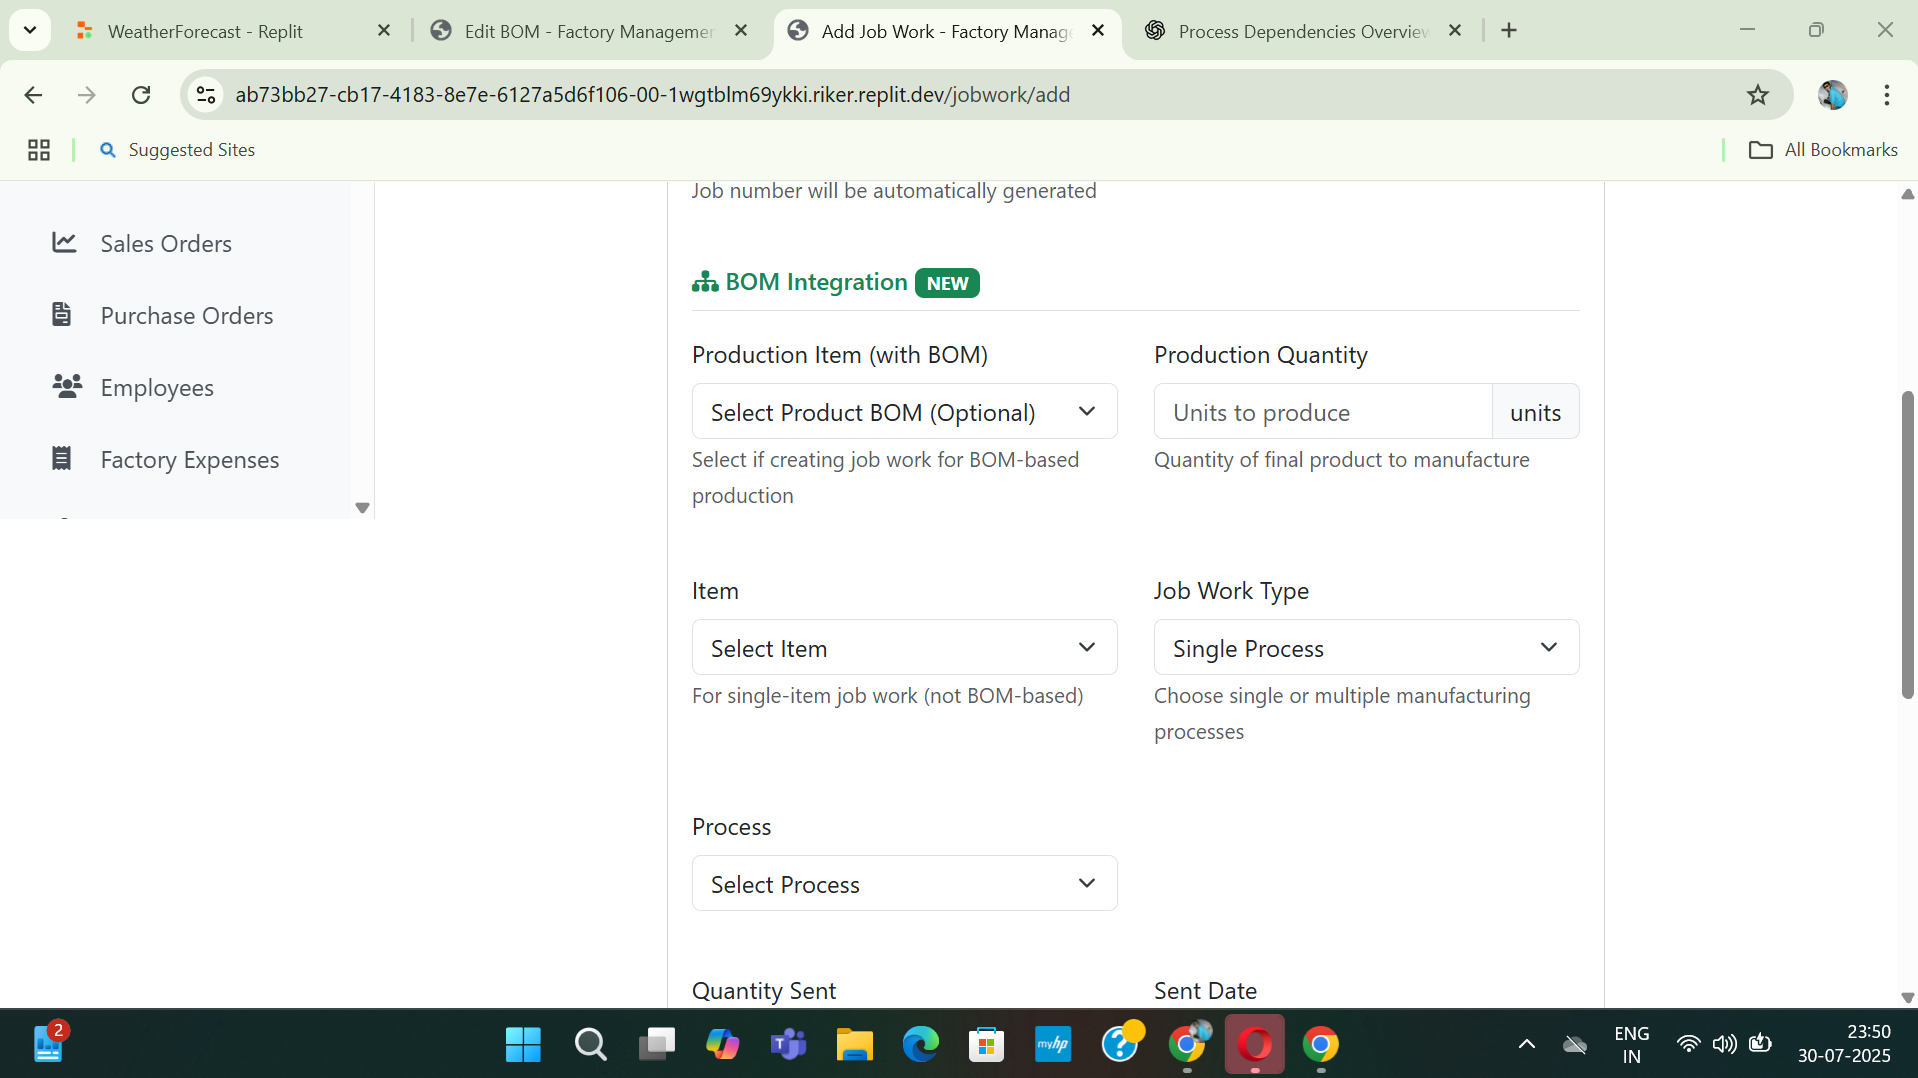 WeatherForecast - Replit
Edit BOM - Factory Managemen
Add Job Work - Factory Manag
Process Dependencies Overview
ab73bb27-cb17-4183-8e7e-6127a5d6f106-00-1wgtblm69ykki.riker.replit.dev/jobwork/add
Suggested Sites
All Bookmarks
Sales Orders
Purchase Orders
Employees
Factory Expenses
Job number will be automatically generated
BOM Integration NEW
Production Item (with BOM)
Production Quantity
Select Product BOM (Optional)
Units to produce
units
Select if creating job work for BOM-based
production
Quantity of final product to manufacture
Item
Job Work Type
Select Item
Single Process
For single-item job work (not BOM-based)
Choose single or multiple manufacturing
processes
Process
Select Process
Quantity Sent
Sent Date
2
myhp
ENG
IN
23:50
30-07-2025